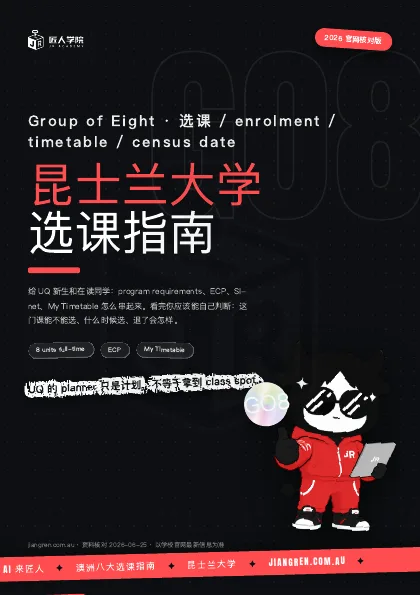 匠人学院
JR ACADEMY
2026 官网核对版
GO8
Group of Eight · 选课 / enrolment /
timetable / census date
昆士兰大学
选课指南
给 UQ 新生和在读同学：program requirements、ECP、SI-
net、My Timetable 怎么串起来。看完你应该能自己判断：这
门课能不能选、什么时候选、退了会怎样。
8 units full-time
ECP
My Timetable
UQ 的 planner 只是计划，不等于拿到 class spot。
GO8
JR
JR
jiangren.com.au · 资料核对 2026-06-25 · 以学校官网最新信息为准
AI 来匠人 ✦ 澳洲八大选课指南 ✦ 昆士兰大学 ✦ JIANGREN.COM.AU ✦